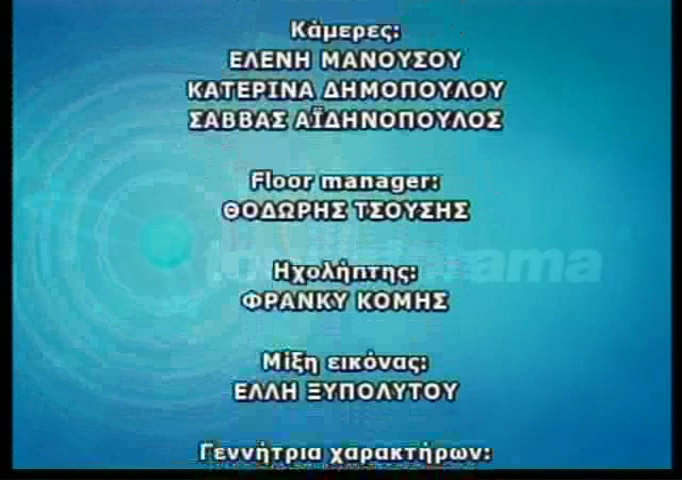 Κάμερες:
ΕΛΕΝΗ ΜΑΝΟΥΣΟΥ
ΚΑΤΕΡΙΝΑ ΔΗΜΟΠΟΥΛΟΥ
ΣΑΒΒΑΣ ΑΪΔΗΝΟΠΟΥΛΟΣ
Floor manager:
ΘΟΔΩΡΗΣ ΤΣΟΥΣΗΣ
Ηχολήπτης:
ΦΡΑΝΚΥ ΚΟΜΗΣ
Μίξη εικόνας:
ΕΛΛΗ ΞΥΠΟΛΥΤΟΥ
Γεννήτρια χαρακτήρων: